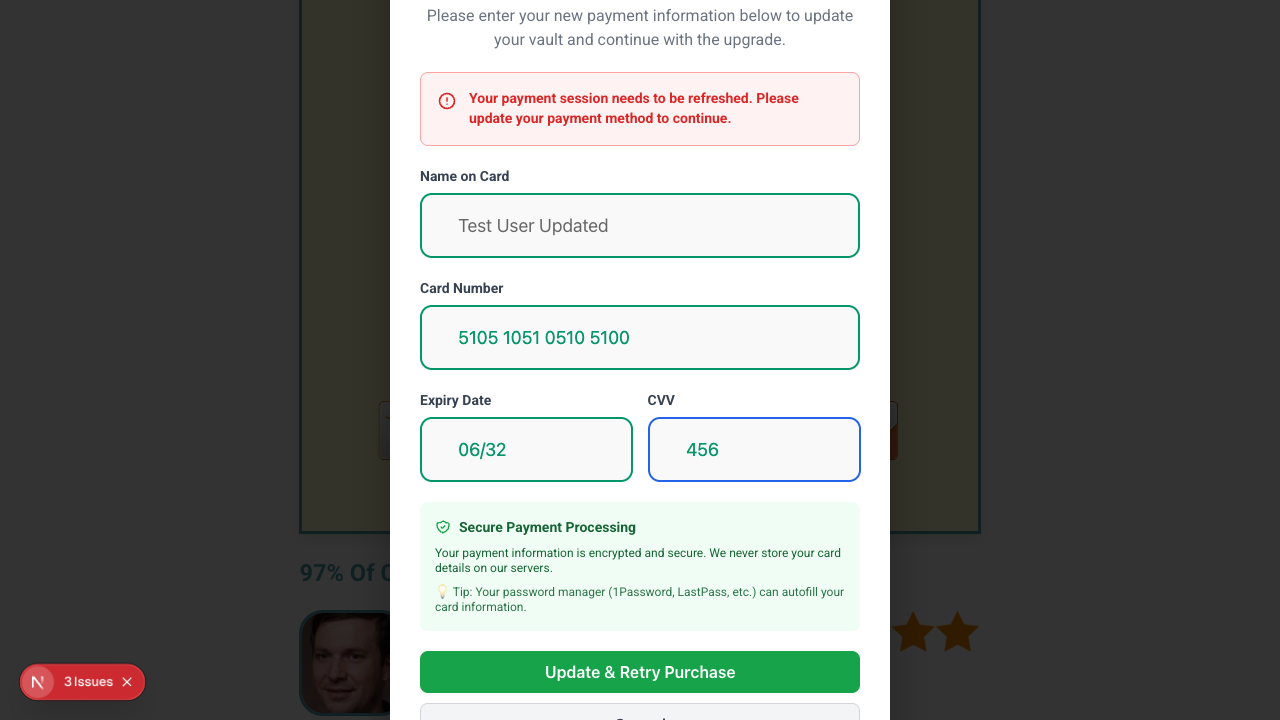 Please enter your new payment information below to update
your vault and continue with the upgrade.
Your payment session needs to be refreshed. Please
update your payment method to continue.
Name on Card
Test User Updated
Card Number
5105 1051 0510 5100
Expiry Date
CVV
06/32
456
Secure Payment Processing
Your payment information is encrypted and secure. We never store your card
details on our servers.
💡 Tip: Your password manager (1Password, LastPass, etc.) can autofill your
card information.
97% Of
Update & Retry Purchase
N 3 Issues